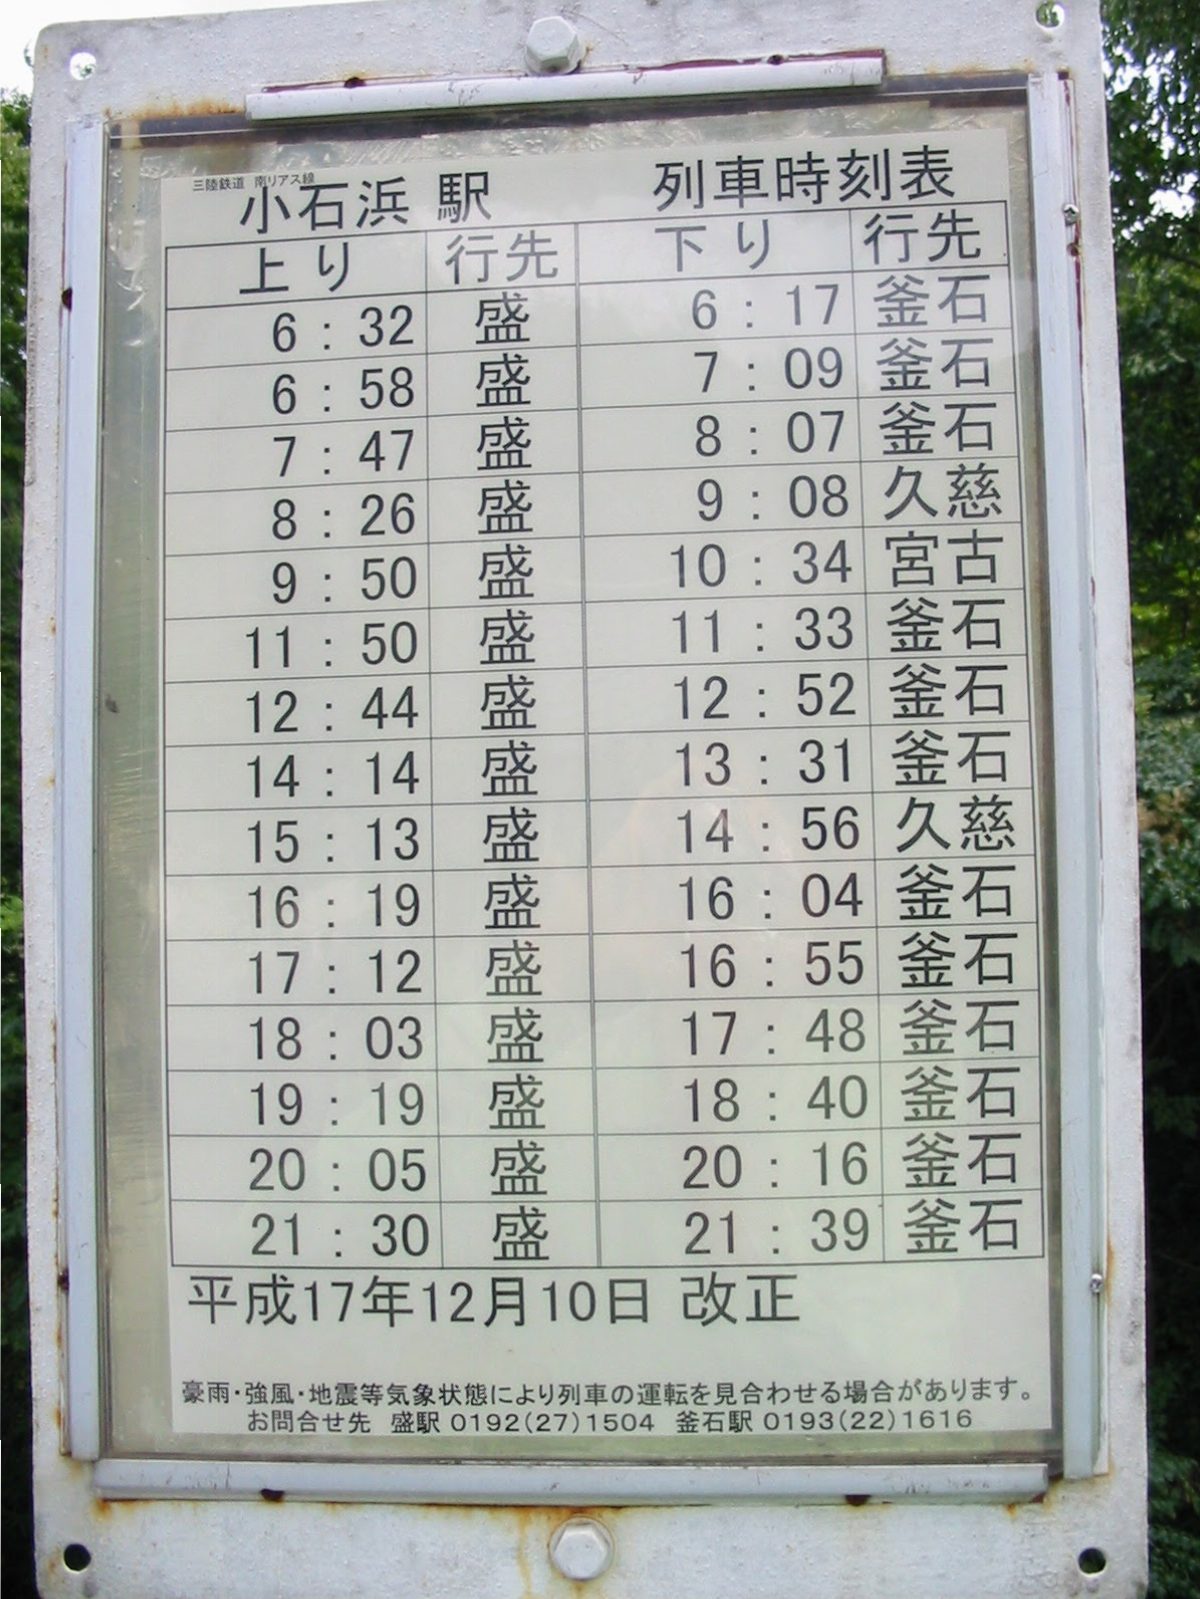 三陸鉄道 南リアス線
小石浜 駅 列車時刻表
上り 行先 下り 行先
6:32 盛 6:17 釜石
6:58 盛 7:09 釜石
7:47 盛 8:07 釜石
8:26 盛 9:08 久慈
9:50 盛 10:34 宮古
11:50 盛 11:33 釜石
12:44 盛 12:52 釜石
14:14 盛 13:31 釜石
15:13 盛 14:56 久慈
16:19 盛 16:04 釜石
17:12 盛 16:55 釜石
18:03 盛 17:48 釜石
19:19 盛 18:40 釜石
20:05 盛 20:16 釜石
21:30 盛 21:39 釜石
平成17年12月10日 改正
豪雨・強風・地震等気象状態により列車の運転を見合わせる場合があります。
お問合せ先 盛駅 0192(27)1504 釜石駅 0193(22)1616